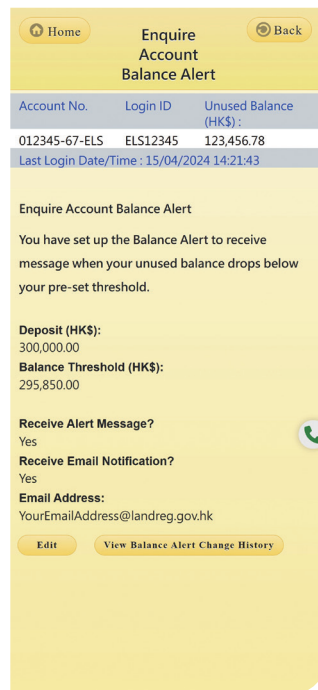 Home
Enquire
Account
Balance Alert
Back
Account No. Login ID Unused Balance
(HK$) :
012345-67-ELS ELS12345 123,456.78
Last Login Date/Time : 15/04/2024 14:21:43
Enquire Account Balance Alert
You have set up the Balance Alert to receive
message when your unused balance drops below
your pre-set threshold.
Deposit (HK$):
300,000.00
Balance Threshold (HK$):
295,850.00
Receive Alert Message?
Yes
Receive Email Notification?
Yes
Email Address:
YourEmailAddress@landreg.gov.hk
Edit View Balance Alert Change History